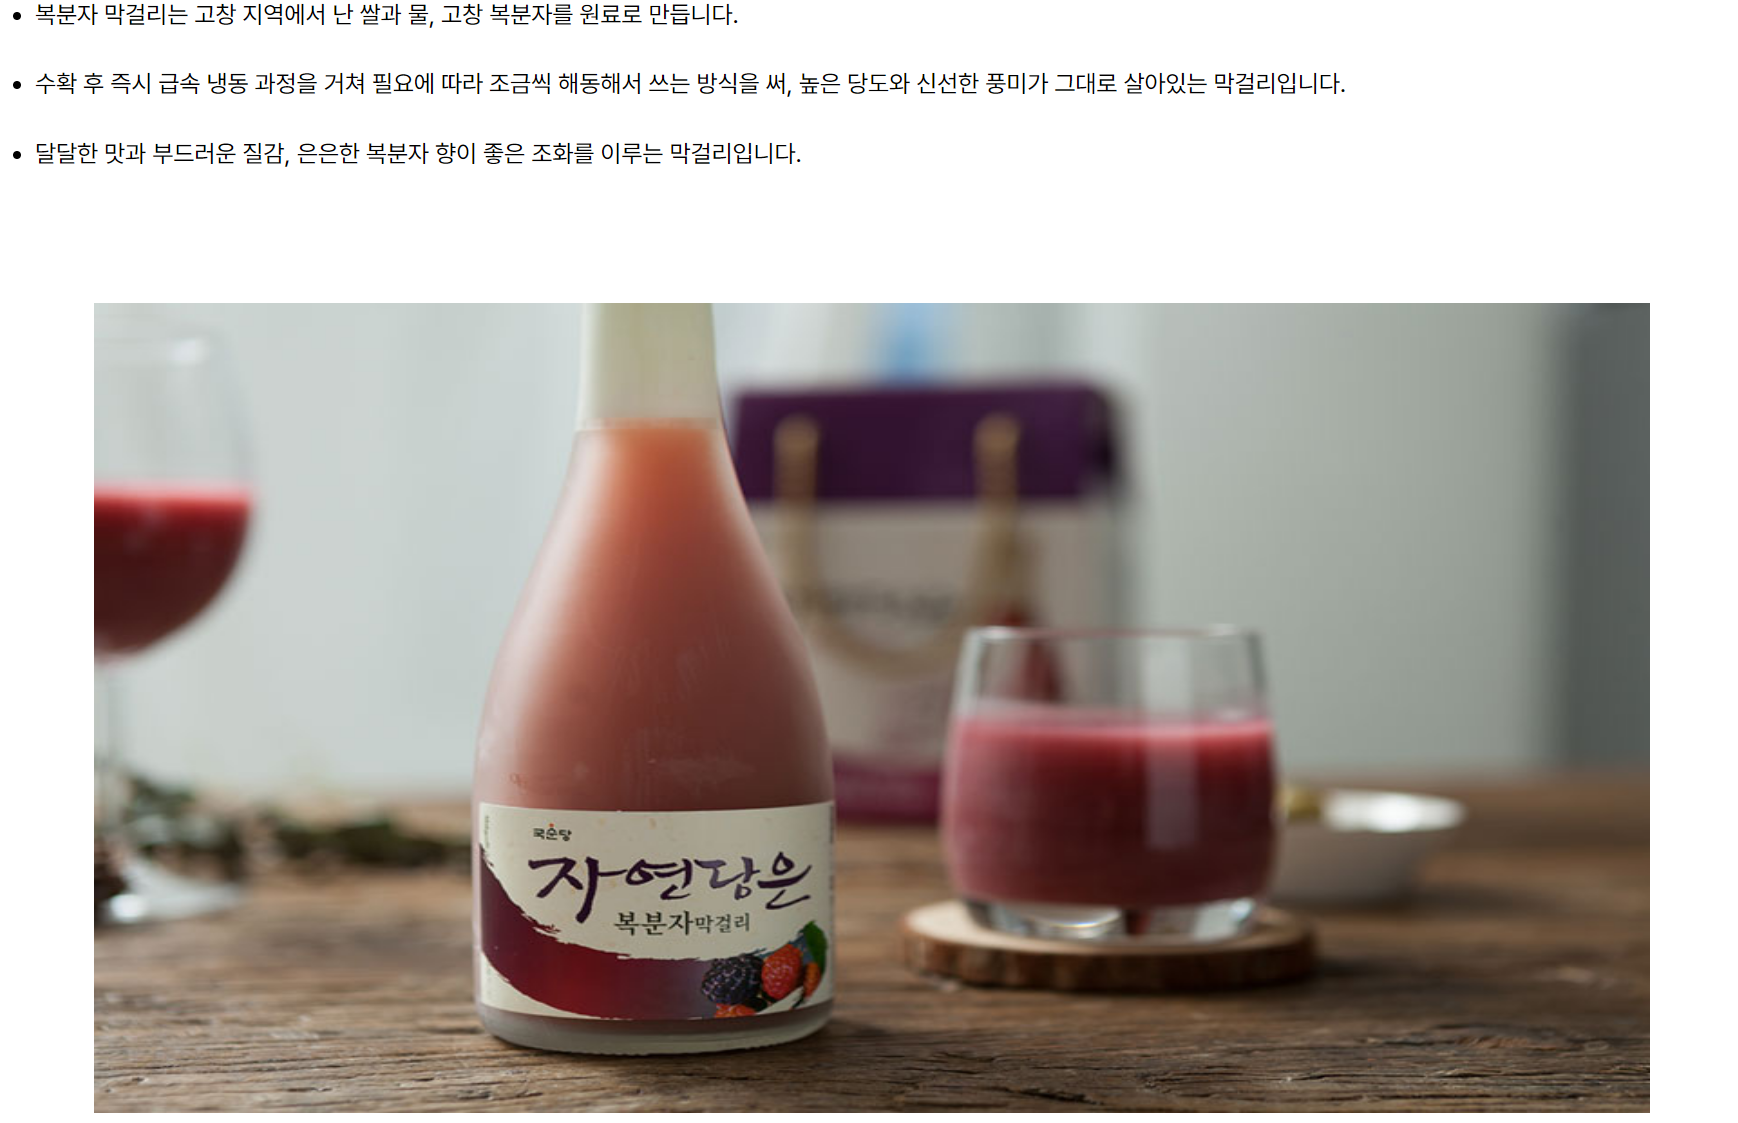 복분자 막걸리는 고창 지역에서 난 쌀과 물, 고창 복분자를 원료로 만듭니다.
수확 후 즉시 급속 냉동 과정을 거쳐 필요에 따라 조금씩 해동해서 쓰는 방식을 써, 높은 당도와 신선한 풍미가 그대로 살아있는 막걸리입니다.
달달한 맛과 부드러운 질감, 은은한 복분자 향이 좋은 조화를 이루는 막걸리입니다.
국순당
자연담은
복분자막걸리